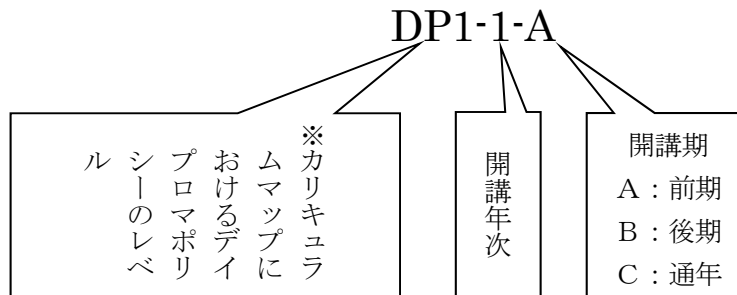 DP1-1-A
※カリキュラ
ムマップに
おけるデイ
プロマポリ
シーのレベ
ル
開講年次
開講期
A：前期
B：後期
C：通年